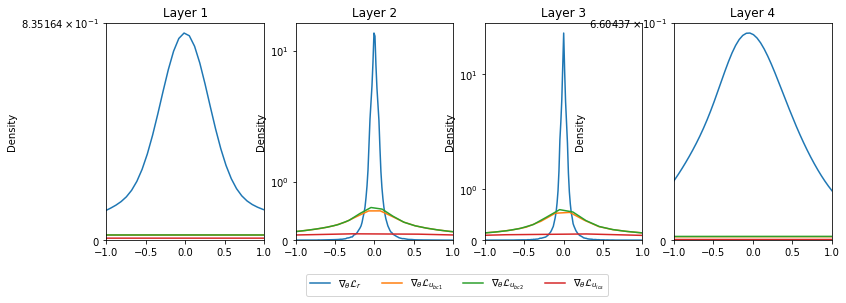 Layer 1
Layer 2
Layer 3
Layer 4
8.35164 × 10⁻¹
6.60437 × 10⁻¹
10¹
10¹
10⁰
10⁰
Density
Density
Density
Density
0
0
0
0
−1.0 −0.5 0.0 0.5 1.0
−1.0 −0.5 0.0 0.5 1.0
−1.0 −0.5 0.0 0.5 1.0
−1.0 −0.5 0.0 0.5 1.0
∇θℒr ∇θℒu_bc1 ∇θℒu_bc2 ∇θℒu_ics